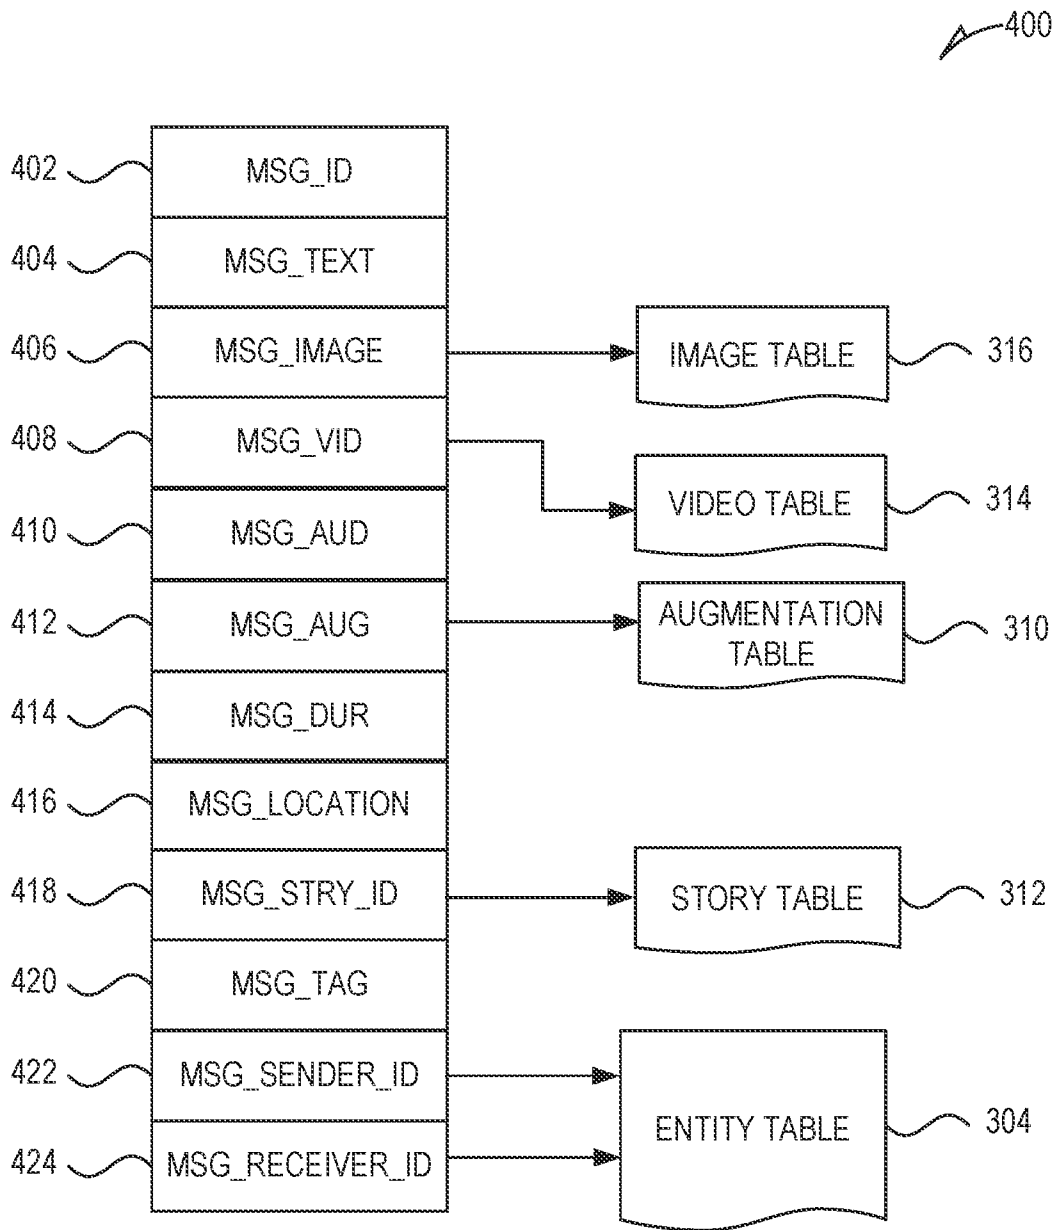 400
402 MSG_ID
404 MSG_TEXT
406 MSG_IMAGE IMAGE TABLE 316
408 MSG_VID VIDEO TABLE 314
410 MSG_AUD
412 MSG_AUG AUGMENTATION
TABLE 310
414 MSG_DUR
416 MSG_LOCATION
418 MSG_STRY_ID STORY TABLE 312
420 MSG_TAG
422 MSG_SENDER_ID
ENTITY TABLE 304
424 MSG_RECEIVER_ID